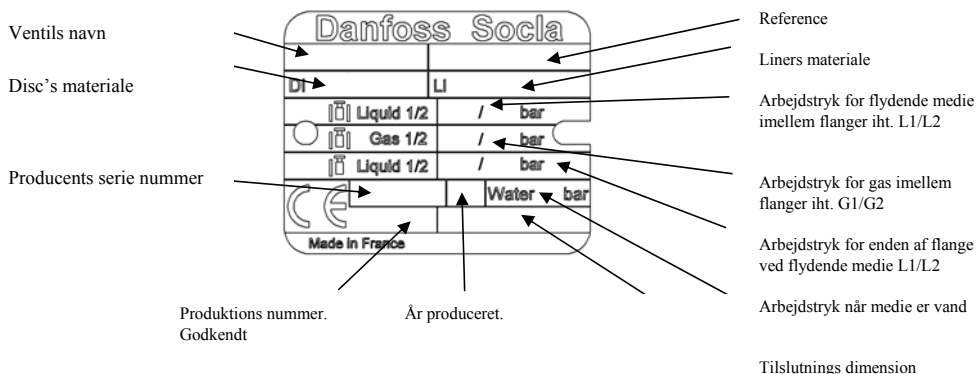 Danfoss Socla
Ventils navn
Reference
Liners materiale
Disc's materiale
DI LI
Liquid 1/2 / bar
Arbejdstryk for flydende medie
imellem flanger iht. L1/L2
Gas 1/2 / bar
Liquid 1/2 / bar
Producents serie nummer
Arbejdstryk for gas imellem
flanger iht. G1/G2
CE Water bar
Made in France
Arbejdstryk for enden af flange
ved flydende medie L1/L2
Produktions nummer.
Godkendt
År produceret.
Arbejdstryk når medie er vand
Tilslutnings dimension